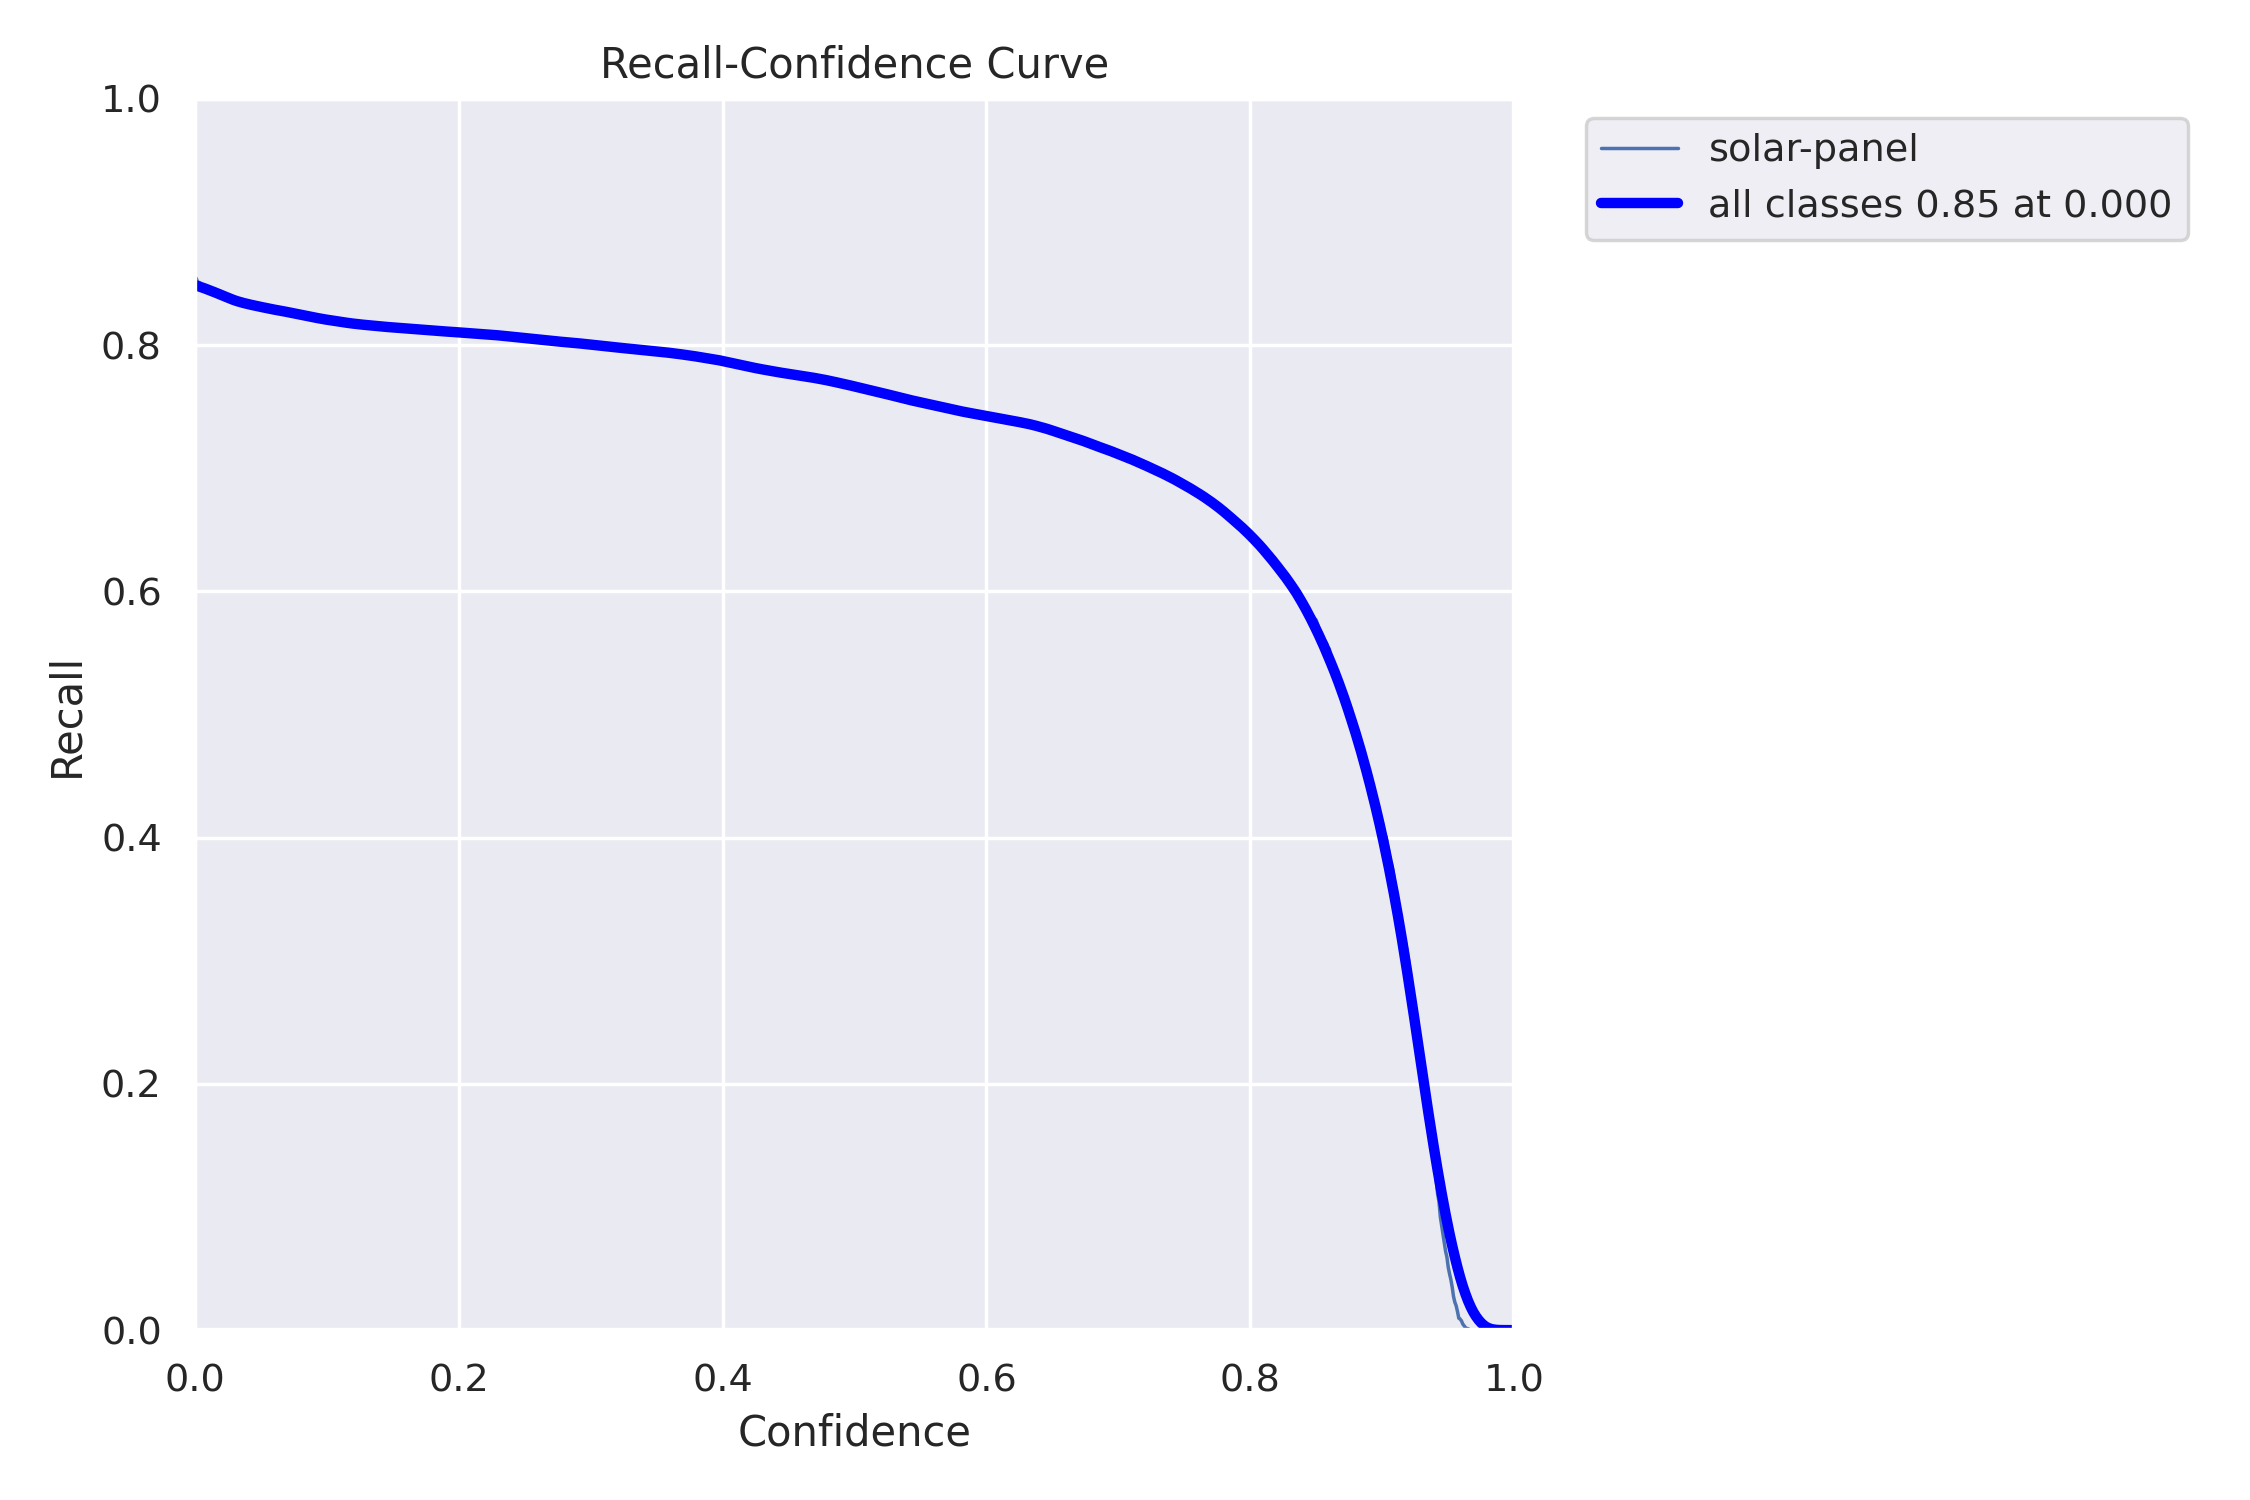 Recall-Confidence Curve
1.0
0.8
0.6
0.4
0.2
0.0
Recall
0.0 0.2 0.4 0.6 0.8 1.0
Confidence
solar-panel
all classes 0.85 at 0.000